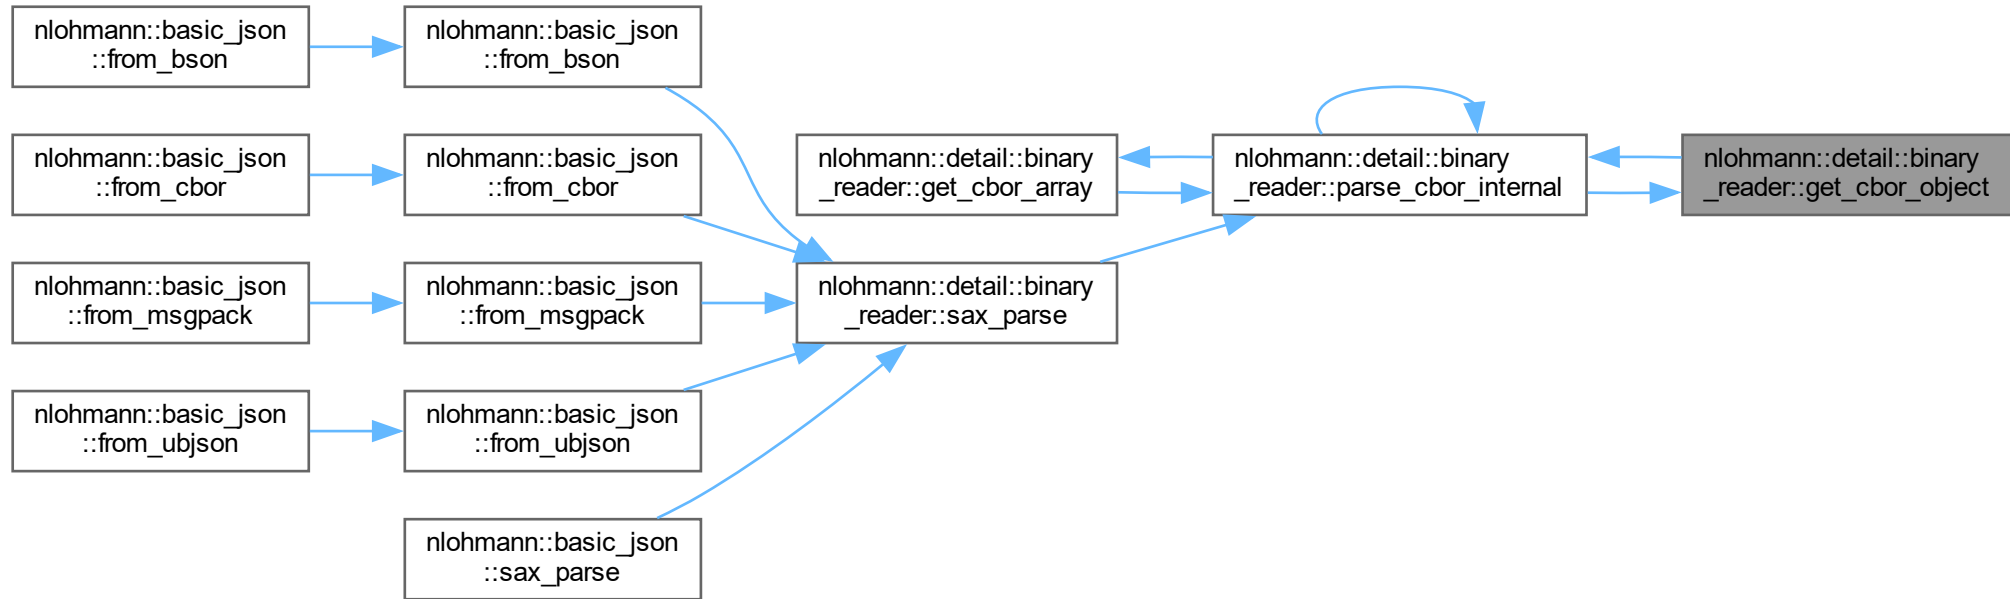 nlohmann::basic_json
::from_bson
nlohmann::basic_json
::from_bson
nlohmann::basic_json
::from_cbor
nlohmann::basic_json
::from_cbor
nlohmann::detail::binary
_reader::get_cbor_array
nlohmann::detail::binary
_reader::parse_cbor_internal
nlohmann::detail::binary
_reader::get_cbor_object
nlohmann::basic_json
::from_msgpack
nlohmann::basic_json
::from_msgpack
nlohmann::detail::binary
_reader::sax_parse
nlohmann::basic_json
::from_ubjson
nlohmann::basic_json
::from_ubjson
nlohmann::basic_json
::sax_parse